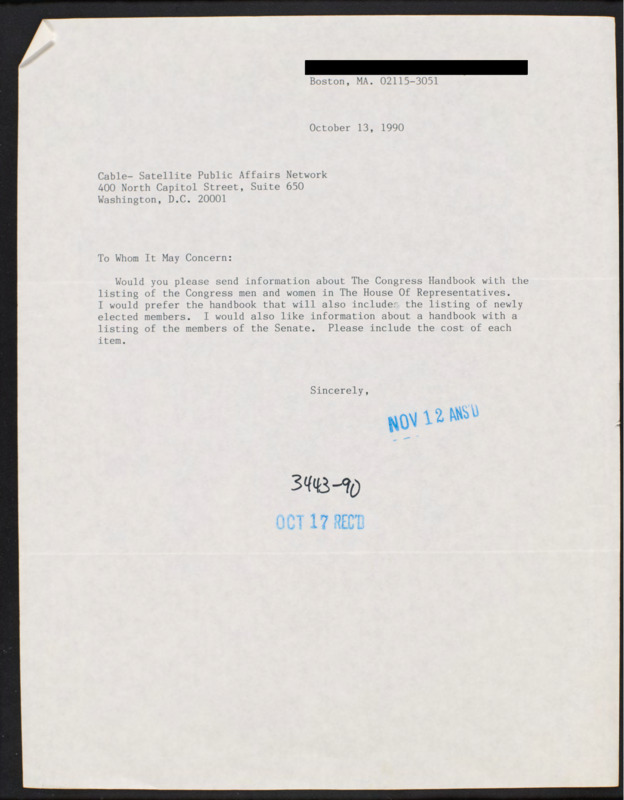 Boston, MA. 02115-3051
October 13, 1990
Cable- Satellite Public Affairs Network
400 North Capitol Street, Suite 650
Washington, D.C. 20001
To Whom It May Concern:
Would you please send information about The Congress Handbook with the
listing of the Congress men and women in The House Of Representatives.
I would prefer the handbook that will also include the listing of newly
elected members. I would also like information about a handbook with a
listing of the members of the Senate. Please include the cost of each
item.
Sincerely,
NOV 12 ANS'D
3443-90
OCT 17 REC'D